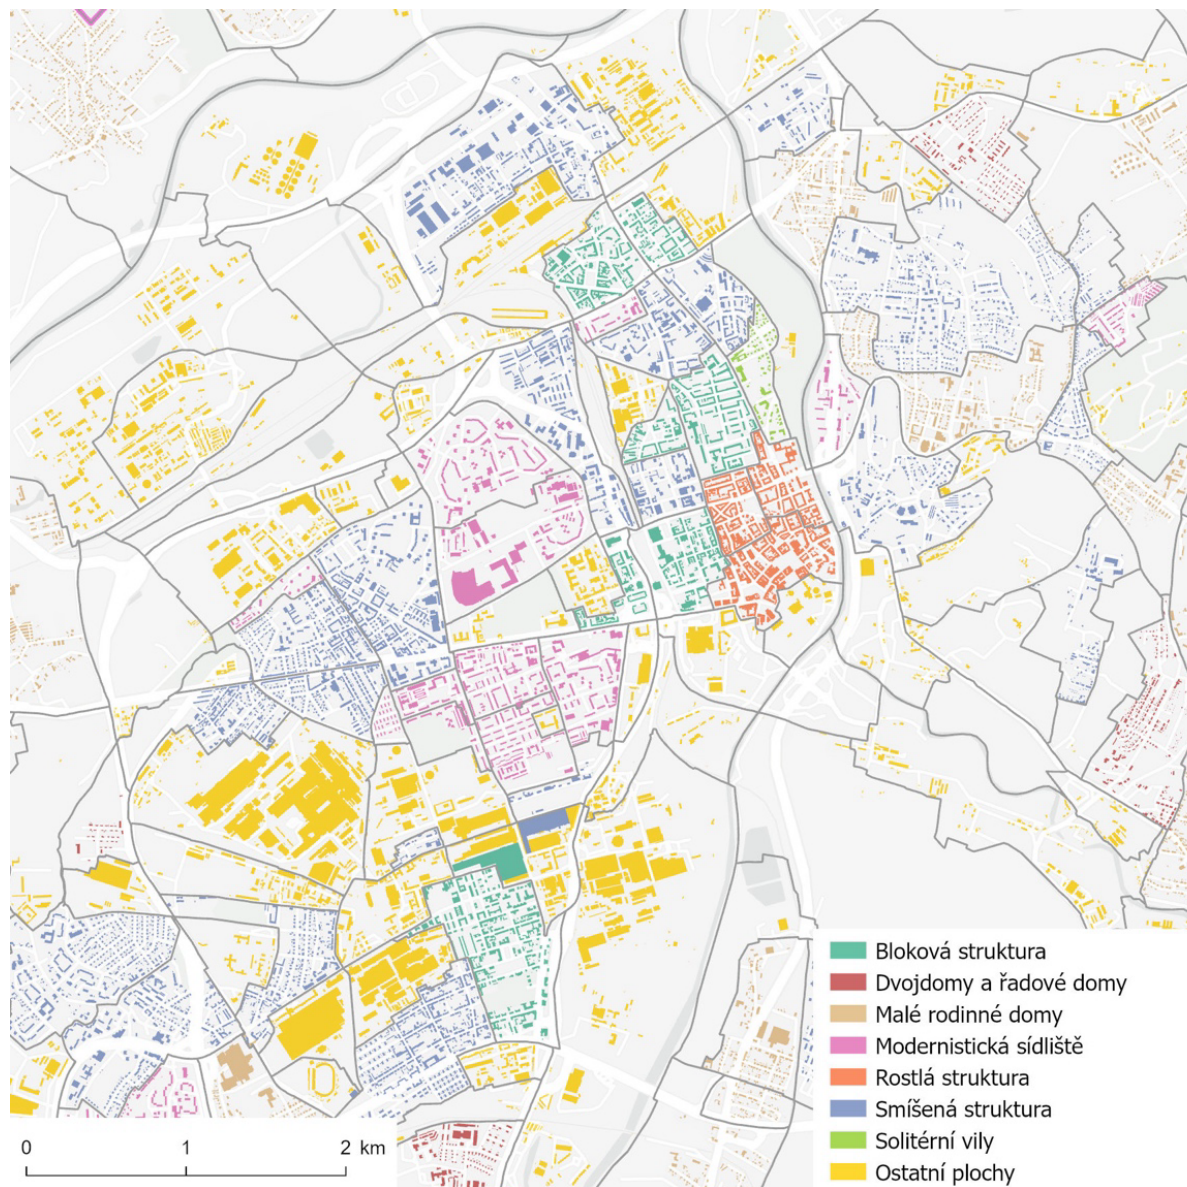 Bloková struktura
Dvojdomy a řadové domy
Malé rodinné domy
Modernistická sídliště
Rostlá struktura
Smíšená struktura
Solitérní vily
Ostatní plochy
0 1 2 km